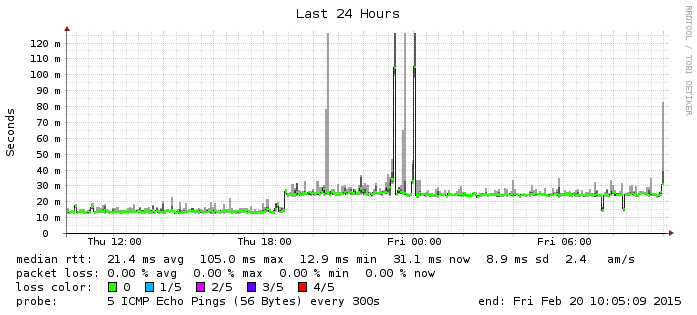 Last 24 Hours
RRDTOOL / TOBI OETIKER
Seconds
120 m
110 m
100 m
90 m
80 m
70 m
60 m
50 m
40 m
30 m
20 m
10 m
0
Thu 12:00 Thu 18:00 Fri 00:00 Fri 06:00
median rtt: 21.4 ms avg 105.0 ms max 12.9 ms min 31.1 ms now 8.9 ms sd 2.4 am/s
packet loss: 0.00 % avg 0.00 % max 0.00 % min 0.00 % now
loss color: 0 1/5 2/5 3/5 4/5
probe: 5 ICMP Echo Pings (56 Bytes) every 300s end: Fri Feb 20 10:05:09 2015